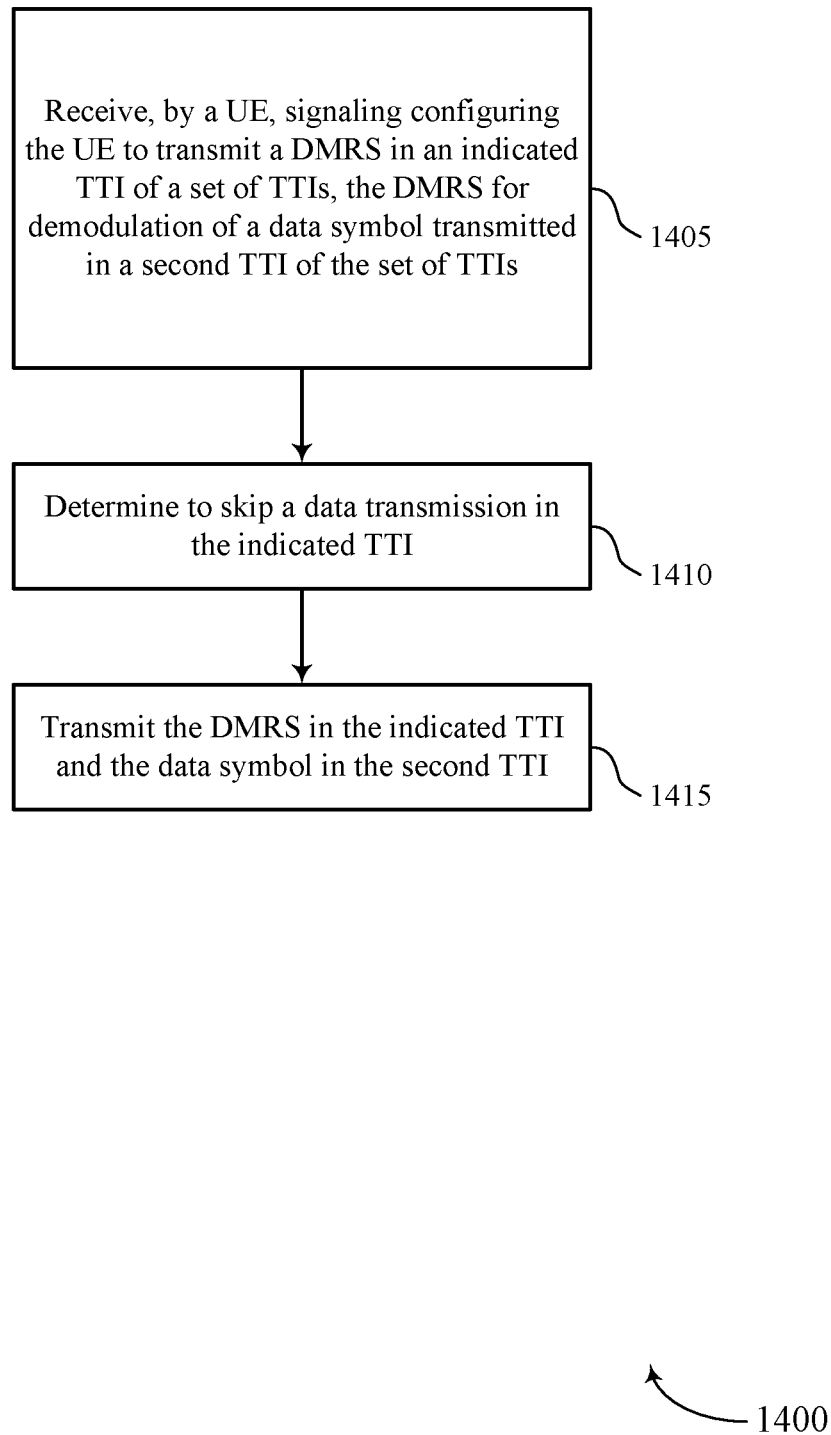 Receive, by a UE, signaling configuring
the UE to transmit a DMRS in an indicated
TTI of a set of TTIs, the DMRS for
demodulation of a data symbol transmitted
in a second TTI of the set of TTIs
1405
Determine to skip a data transmission in
the indicated TTI
1410
Transmit the DMRS in the indicated TTI
and the data symbol in the second TTI
1415
1400